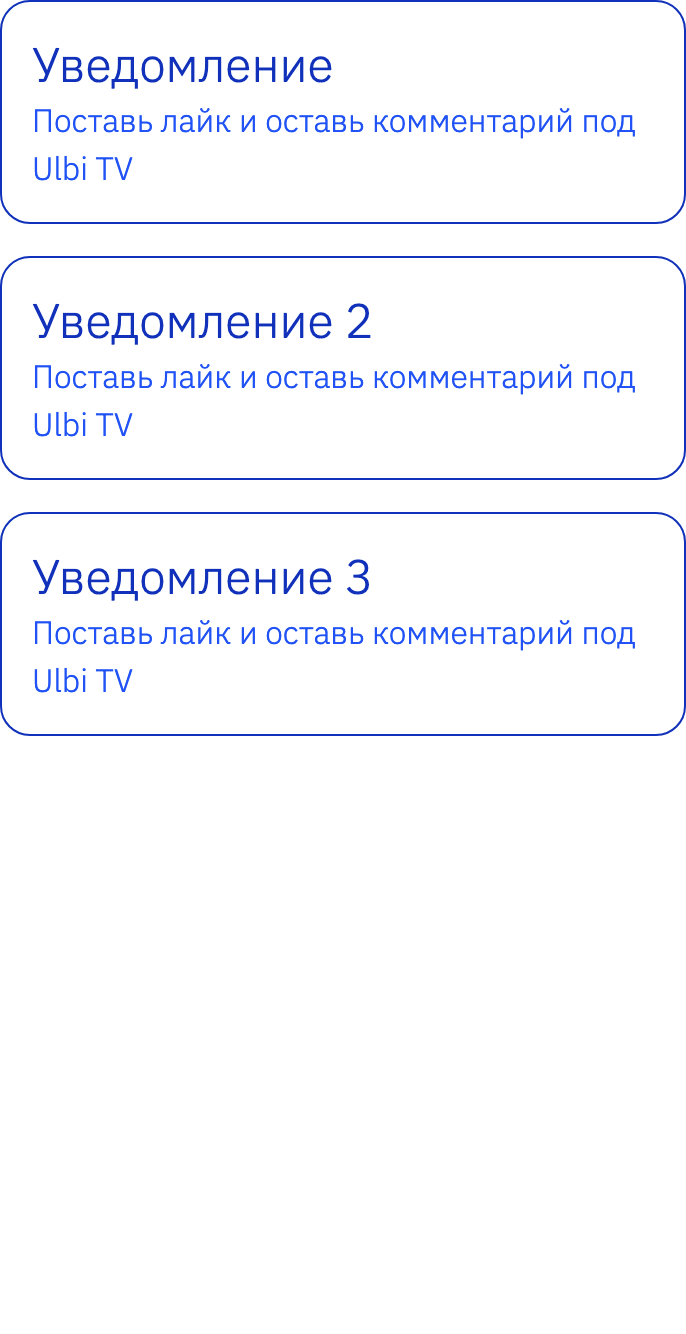 Уведомление
Поставь лайк и оставь комментарий под
Ulbi TV
Уведомление 2
Поставь лайк и оставь комментарий под
Ulbi TV
Уведомление 3
Поставь лайк и оставь комментарий под
Ulbi TV